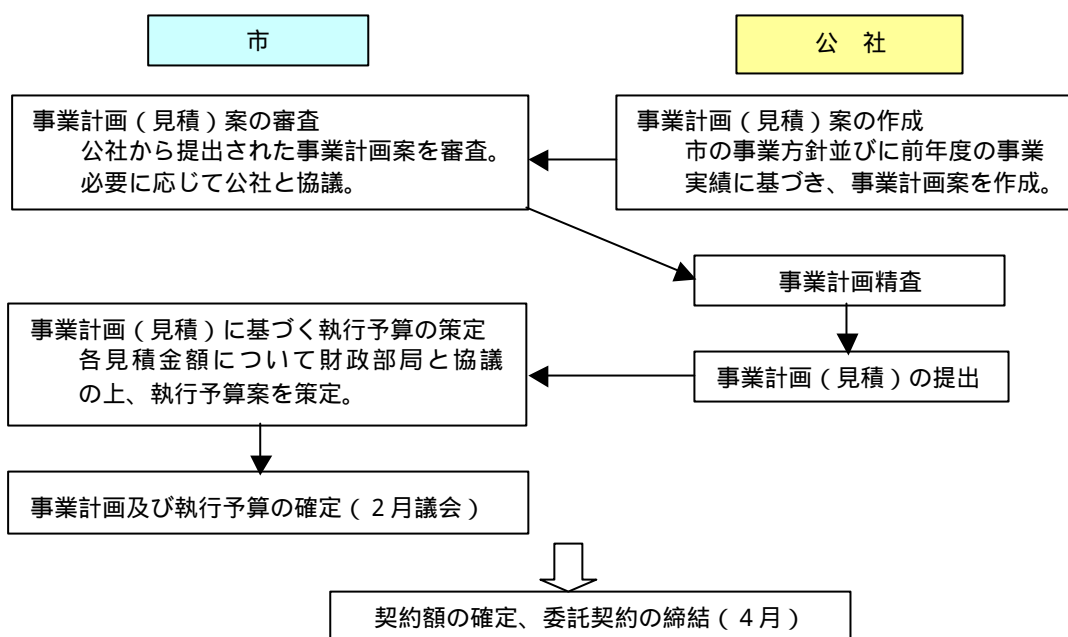 市
公　社
事業計画（見積）案の審査
公社から提出された事業計画案を審査。
必要に応じて公社と協議。
事業計画（見積）案の作成
市の事業方針並びに前年度の事業
実績に基づき、事業計画案を作成。
事業計画精査
事業計画（見積）に基づく執行予算の策定
各見積金額について財政部局と協議
の上、執行予算案を策定。
事業計画（見積）の提出
事業計画及び執行予算の確定（２月議会）
契約額の確定、委託契約の締結（４月）